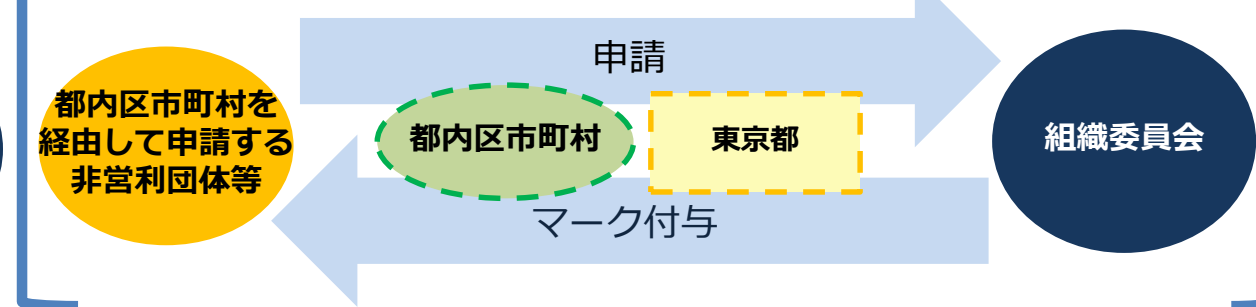 申請
都内区市町村を
経由して申請する
非営利団体等
都内区市町村
東京都
組織委員会
マーク付与